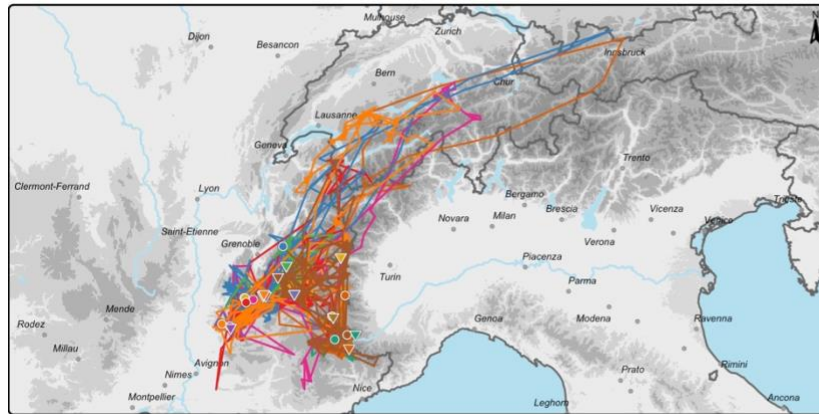 Mulhouse
N
Zurich
Dijon
Besancon
Innsbruck
Bern
Chur
Lausanne
Geneva
Trento
Clermont-Ferrand
Lyon
Bergamo
Trieste
Novara
Milan
Brescia
Vicenza
Saint-Etienne
Venice
Grenoble
Verona
Piacenza
Turin
Parma
Mende
Genoa
Modena
Ravenna
Rodez
Millau
Avignon
Prato
Rimini
Nimes
Nice
Montpellier
Leghorn
Ancona